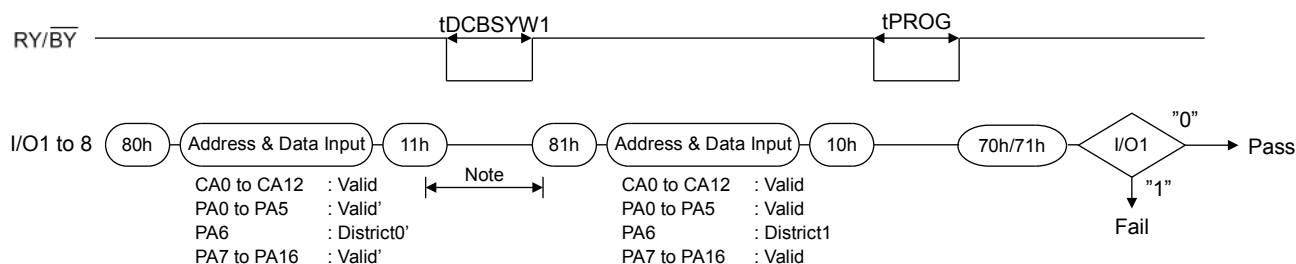 tDCBSYW1
tPROG
RY/BY
I/O1 to 8
80h
Address & Data Input
11h
81h
Address & Data Input
10h
70h/71h
I/O1
"0"
Pass
"1"
Fail
Note
CA0 to CA12 : Valid
PA0 to PA5 : Valid'
PA6 : District0'
PA7 to PA16 : Valid'
CA0 to CA12 : Valid
PA0 to PA5 : Valid
PA6 : District1
PA7 to PA16 : Valid